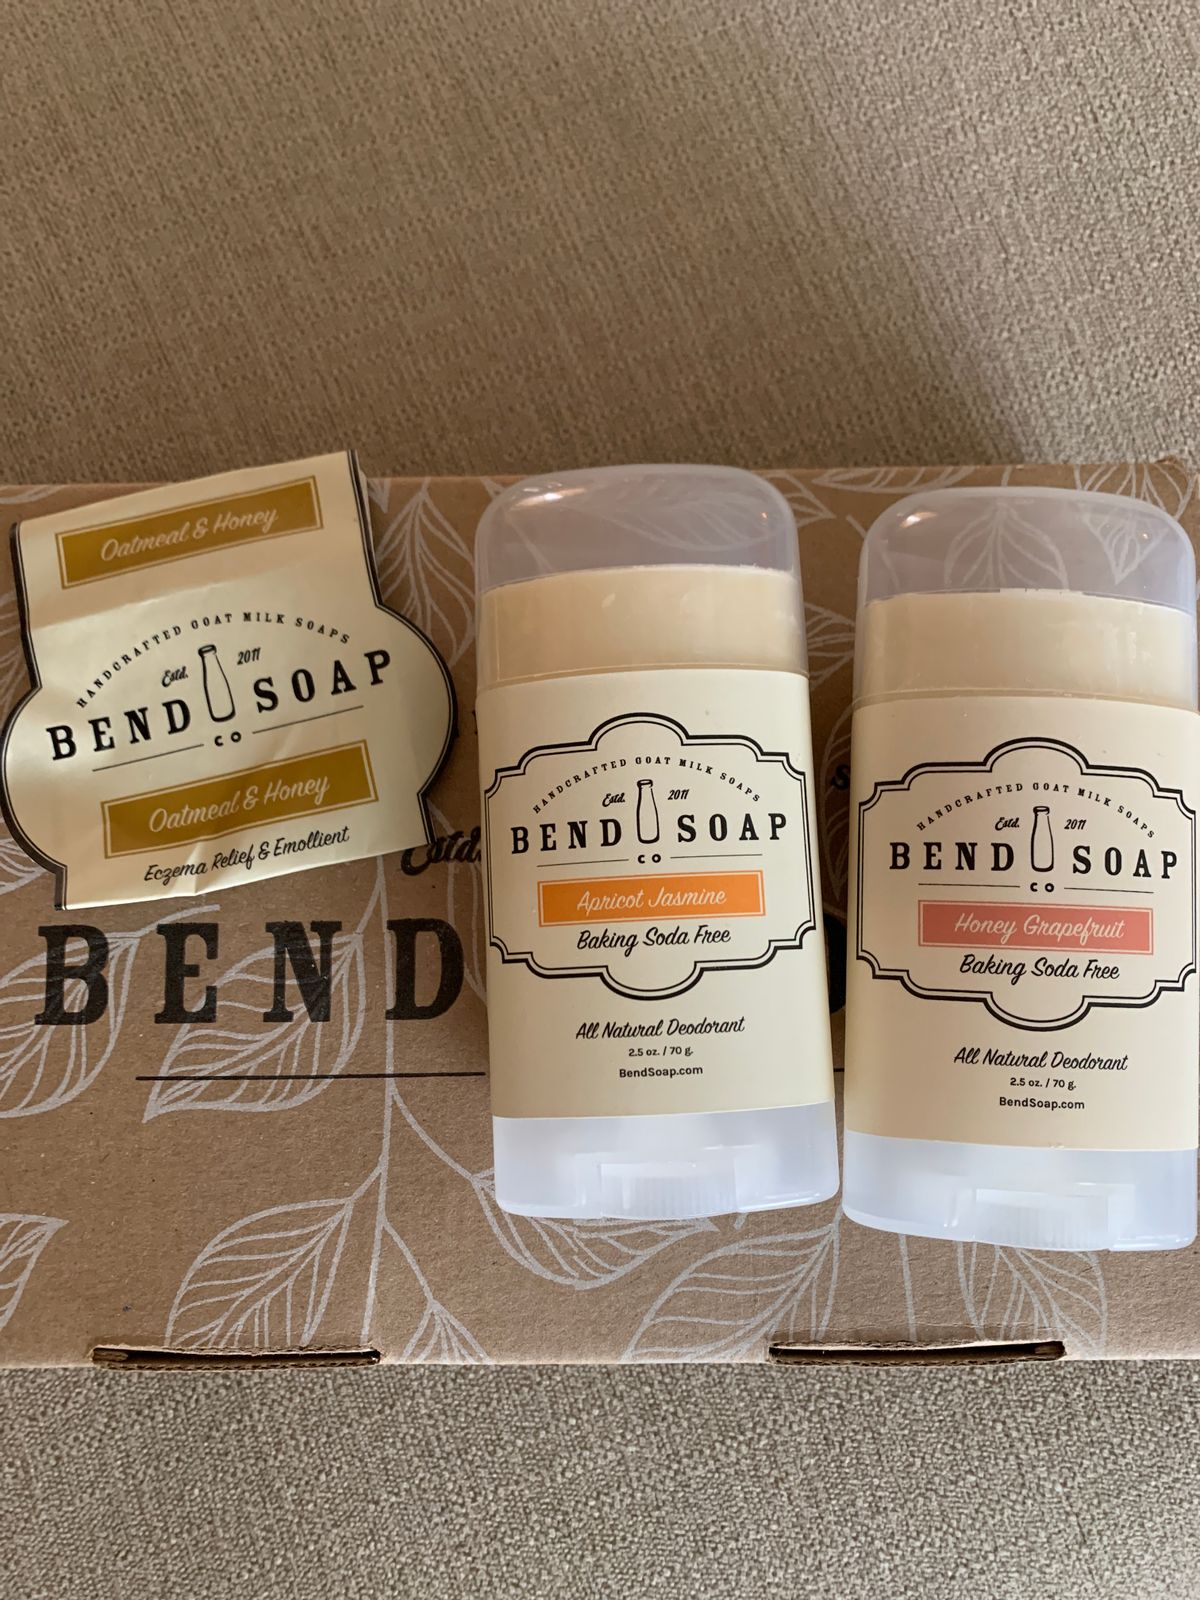 Oatmeal & Honey
HANDCRAFTED GOAT MILK SOAPS
Estd. 2011
BEND SOAP
CO
Oatmeal & Honey
Eczema Relief & Emollient
HANDCRAFTED GOAT MILK SOAPS
Estd. 2011
BEND SOAP
CO
Apricot Jasmine
Baking Soda Free
All Natural Deodorant
2.5 oz. / 70 g.
BendSoap.com
HANDCRAFTED GOAT MILK SOAPS
Estd. 2011
BEND SOAP
CO
Honey Grapefruit
Baking Soda Free
All Natural Deodorant
2.5 oz. / 70 g.
BendSoap.com
Estd.
BEND